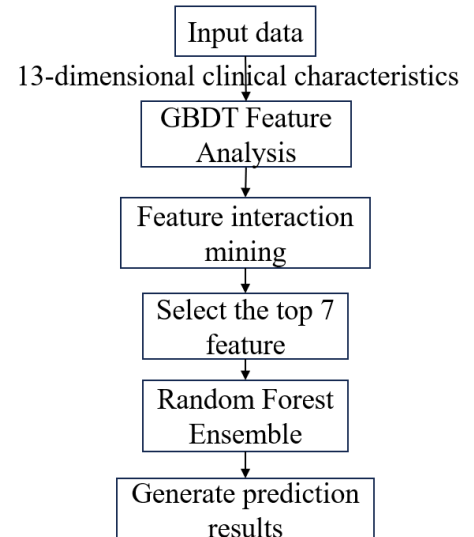 Input data
13-dimensional clinical characteristics
GBDT Feature
Analysis
Feature interaction
mining
Select the top 7
feature
Random Forest
Ensemble
Generate prediction
results